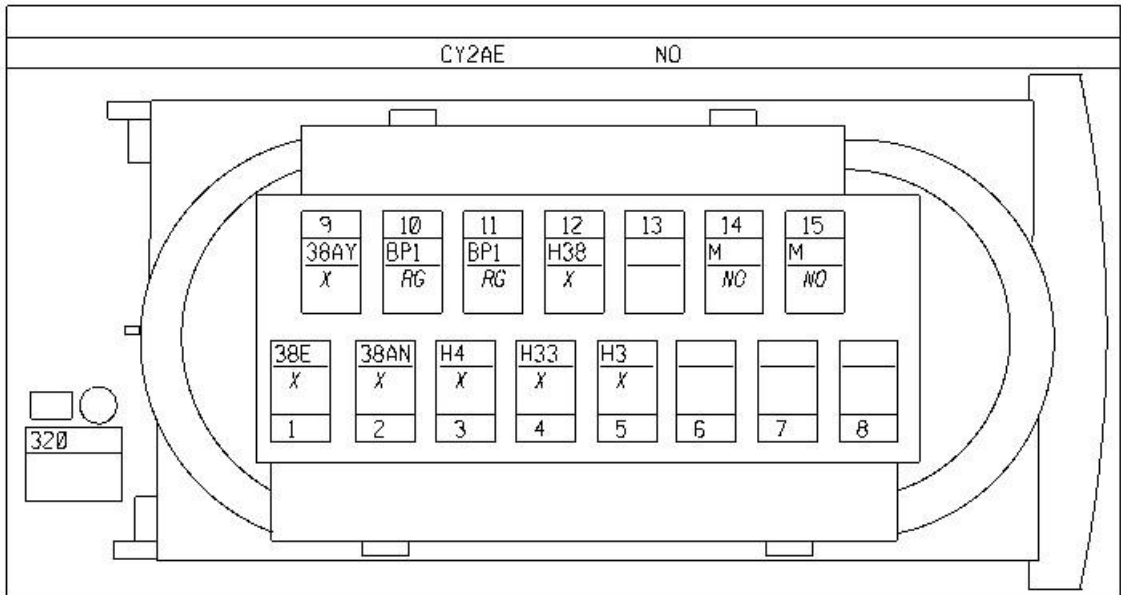 CY2AE NO
9 10 11 12 13 14 15
38AY BP1 BP1 H38 M M
X RG RG X NO NO
38E 38AN H4 H33 H3
X X X X X
1 2 3 4 5 6 7 8
320